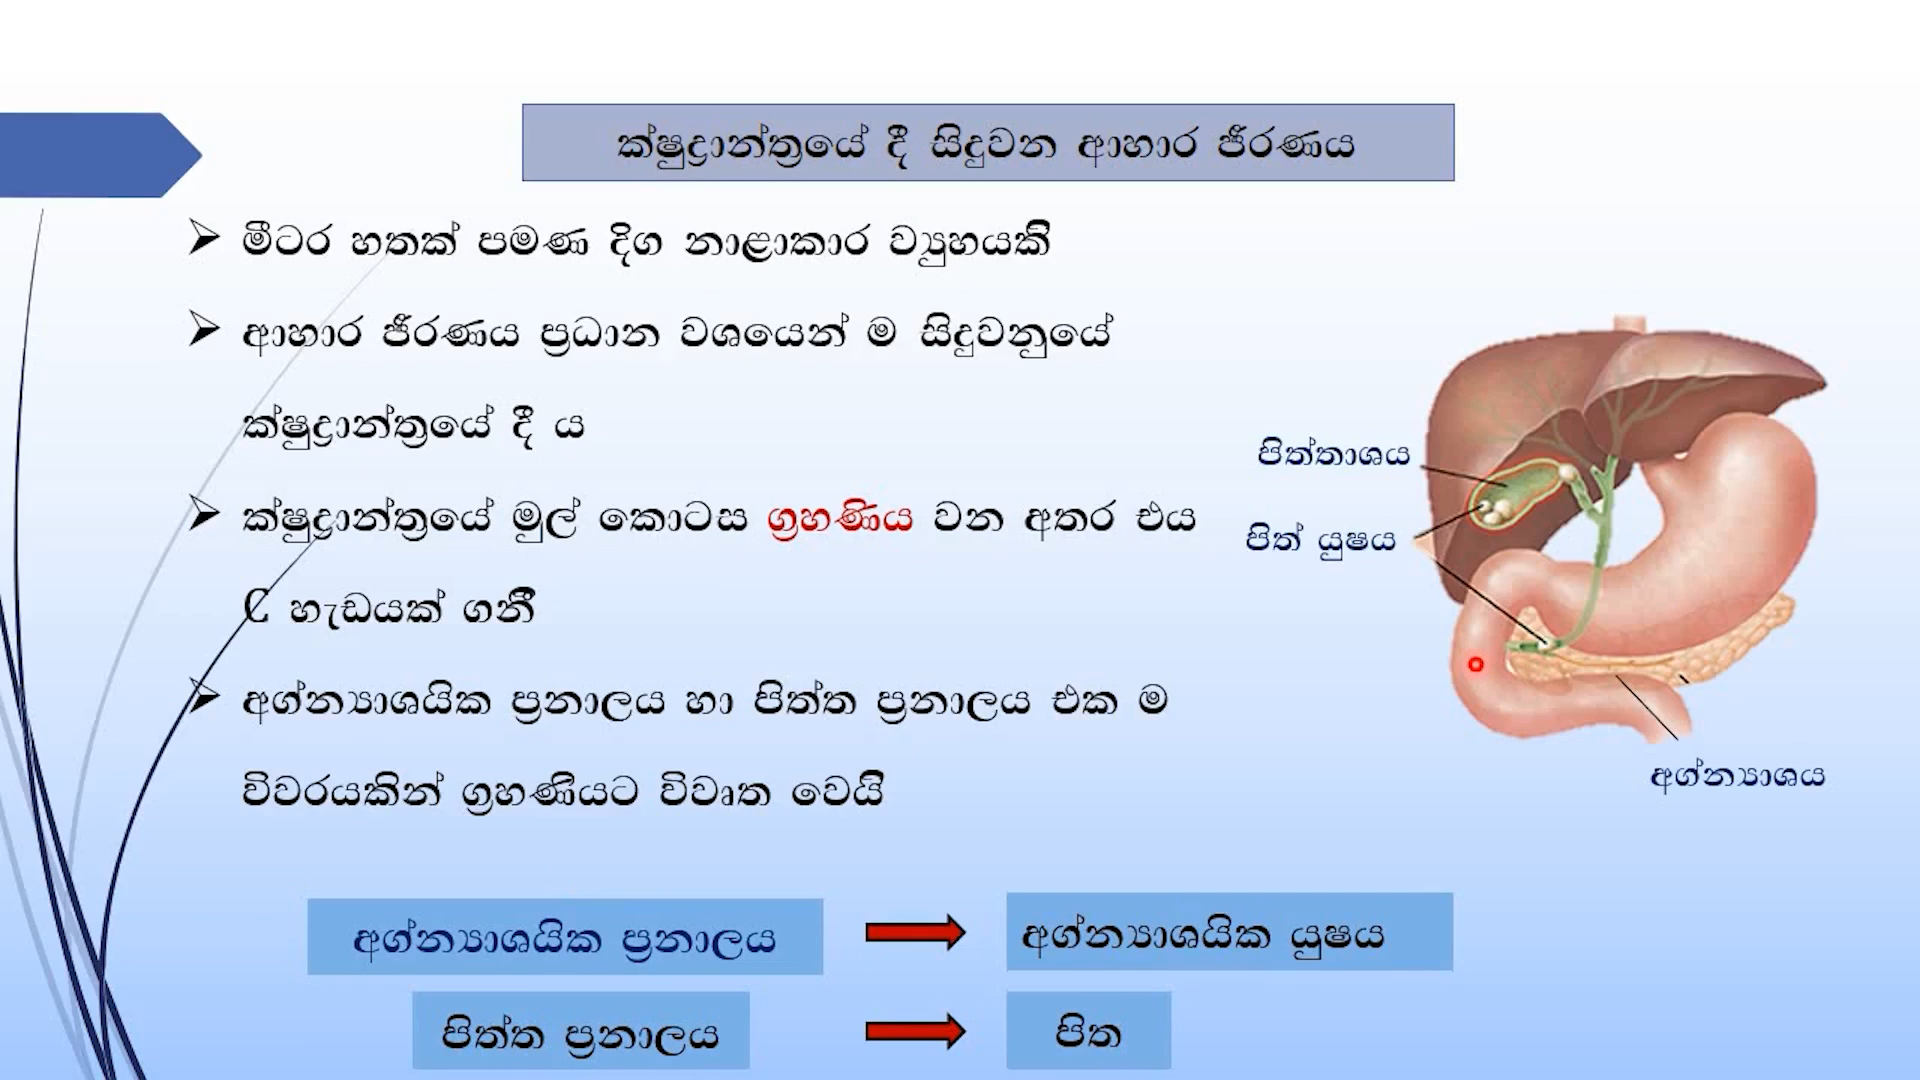 ක්ෂුද්‍රාන්ත්‍රයේ දී සිදුවන ආහාර ජීරණය
මීටර හතක් පමණ දිග නාළාකාර ව්‍යුහයකි
ආහාර ජීරණය ප්‍රධාන වශයෙන් ම සිදුවනුයේ
ක්ෂුද්‍රාන්ත්‍රයේ දී ය
ක්ෂුද්‍රාන්ත්‍රයේ මුල් කොටස ග්‍රහණිය වන අතර එය
C හැඩයක් ගනී
අග්න්‍යාශයික ප්‍රනාලය හා පිත්ත ප්‍රනාලය එක ම
විවරයකින් ග්‍රහණියට විවෘත වෙයි
පිත්තාශය
පිත් යුෂය
අග්න්‍යාශය
අග්න්‍යාශයික ප්‍රනාලය
අග්න්‍යාශයික යුෂය
පිත්ත ප්‍රනාලය
පිත